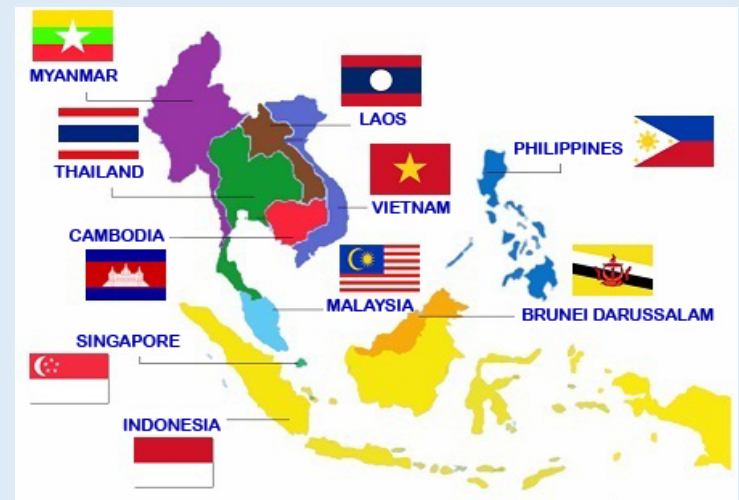 MYANMAR
LAOS
THAILAND
PHILIPPINES
VIETNAM
CAMBODIA
MALAYSIA
BRUNEI DARUSSALAM
SINGAPORE
INDONESIA